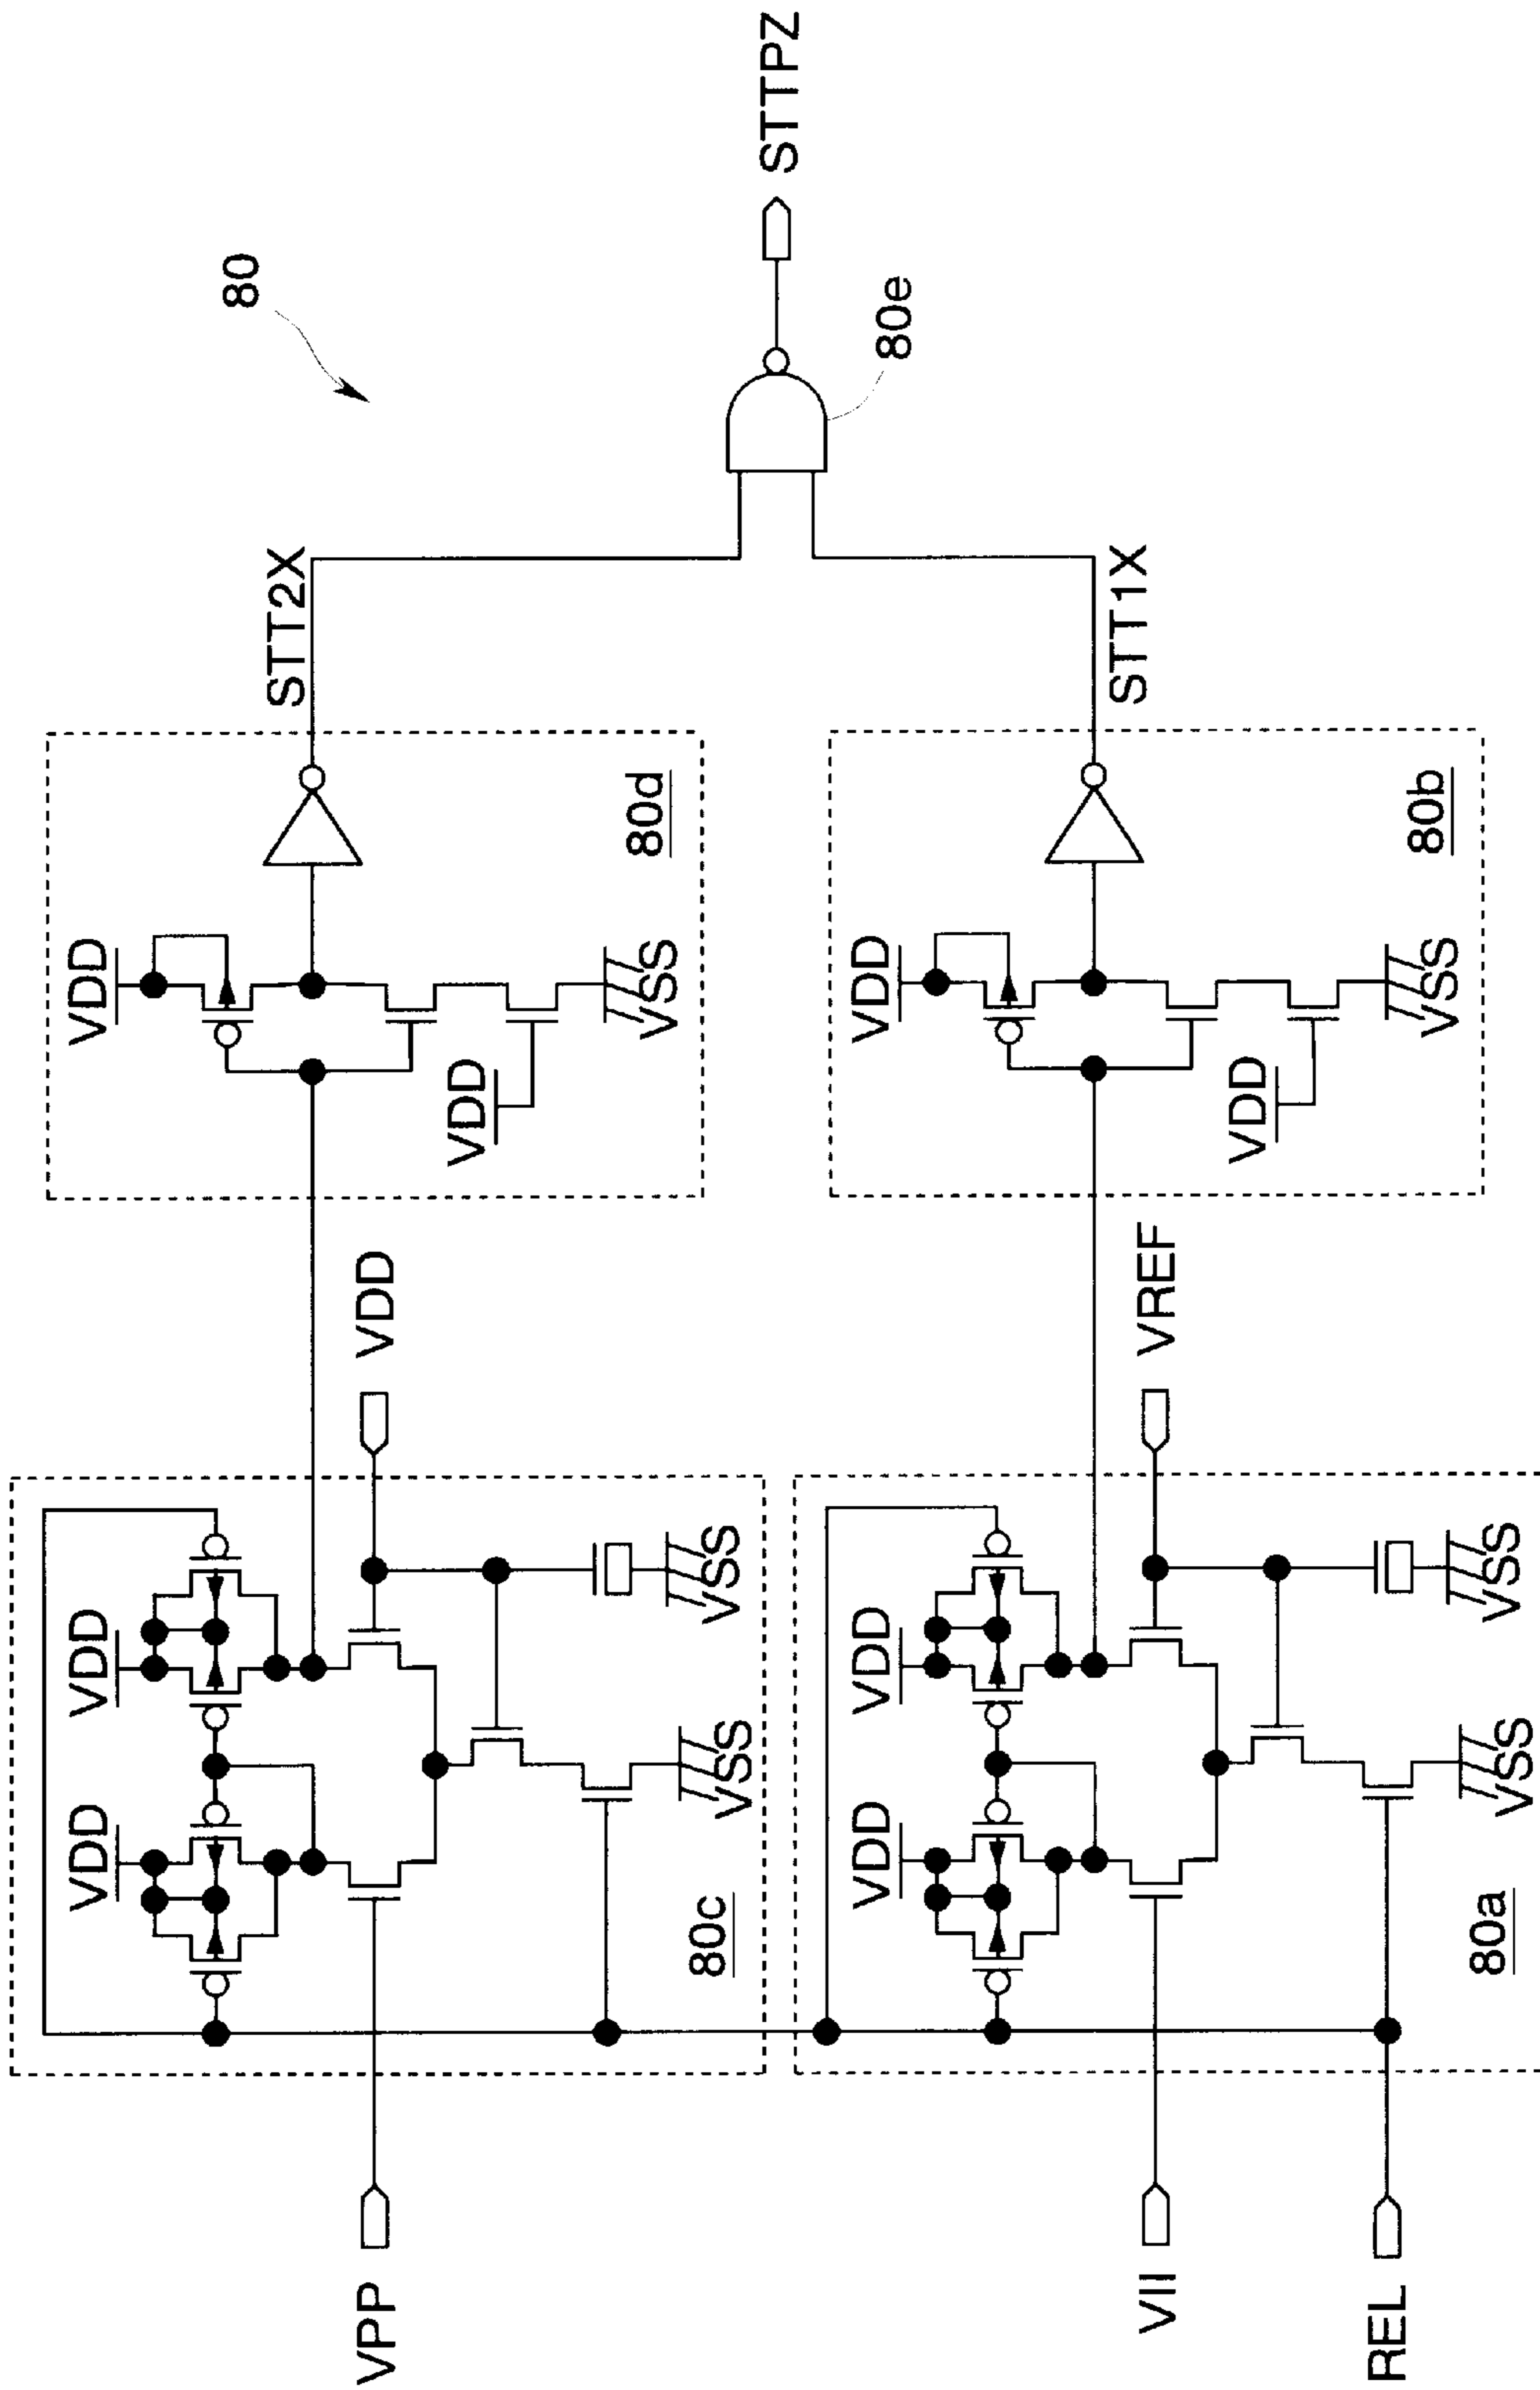 80
VPP
VDD
VDD
80c
VSS
VSS
VDD
VDD
VDD
80d
VSS
STT2X
80e
STTPZ
VII
REL
VDD
VDD
80a
VSS
VSS
VREF
VDD
VDD
80b
VSS
STT1X